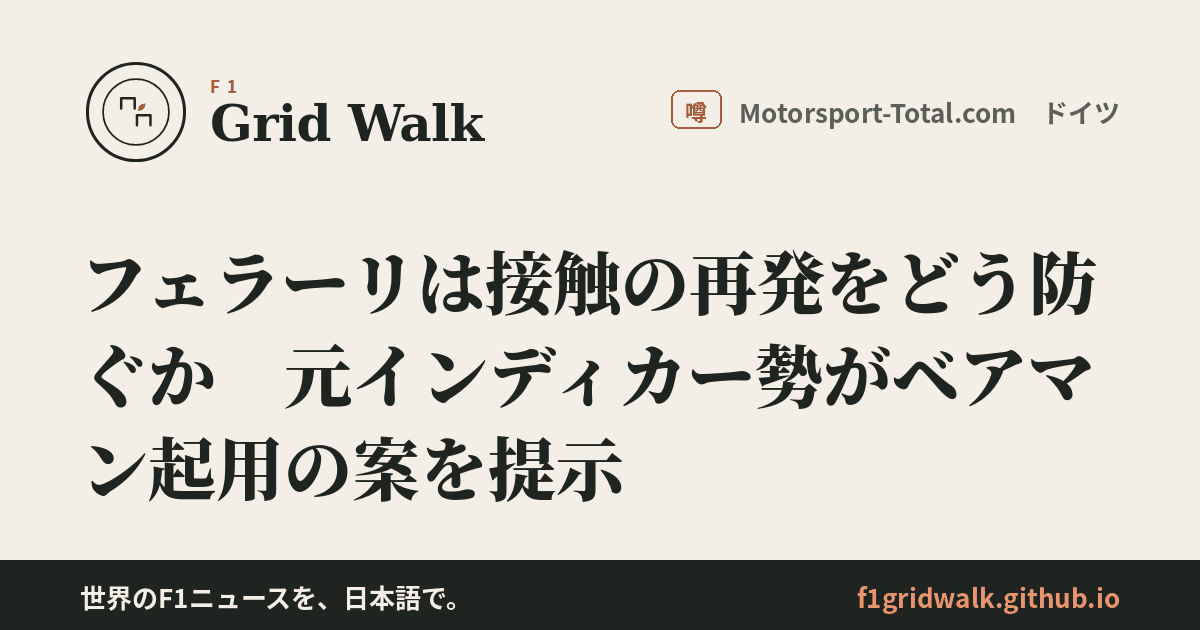 F1
Grid Walk
噂 Motorsport-Total.com ドイツ
フェラーリは接触の再発をどう防
ぐか 元インディカー勢がベアマ
ン起用の案を提示
世界のF1ニュースを、日本語で。
f1gridwalk.github.io